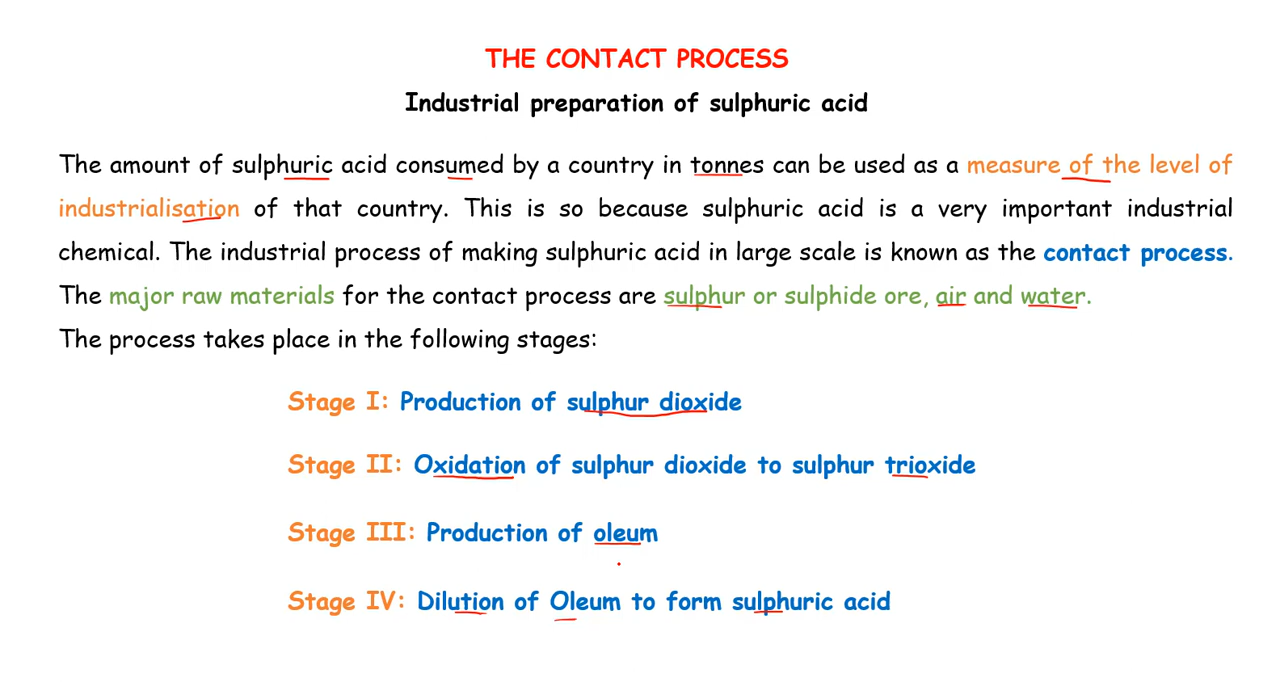 THE CONTACT PROCESS
Industrial preparation of sulphuric acid
The amount of sulphuric acid consumed by a country in tonnes can be used as a measure of the level of
industrialisation of that country. This is so because sulphuric acid is a very important industrial
chemical. The industrial process of making sulphuric acid in large scale is known as the contact process.
The major raw materials for the contact process are sulphur or sulphide ore, air and water.
The process takes place in the following stages:
Stage I: Production of sulphur dioxide
Stage II: Oxidation of sulphur dioxide to sulphur trioxide
Stage III: Production of oleum
Stage IV: Dilution of Oleum to form sulphuric acid